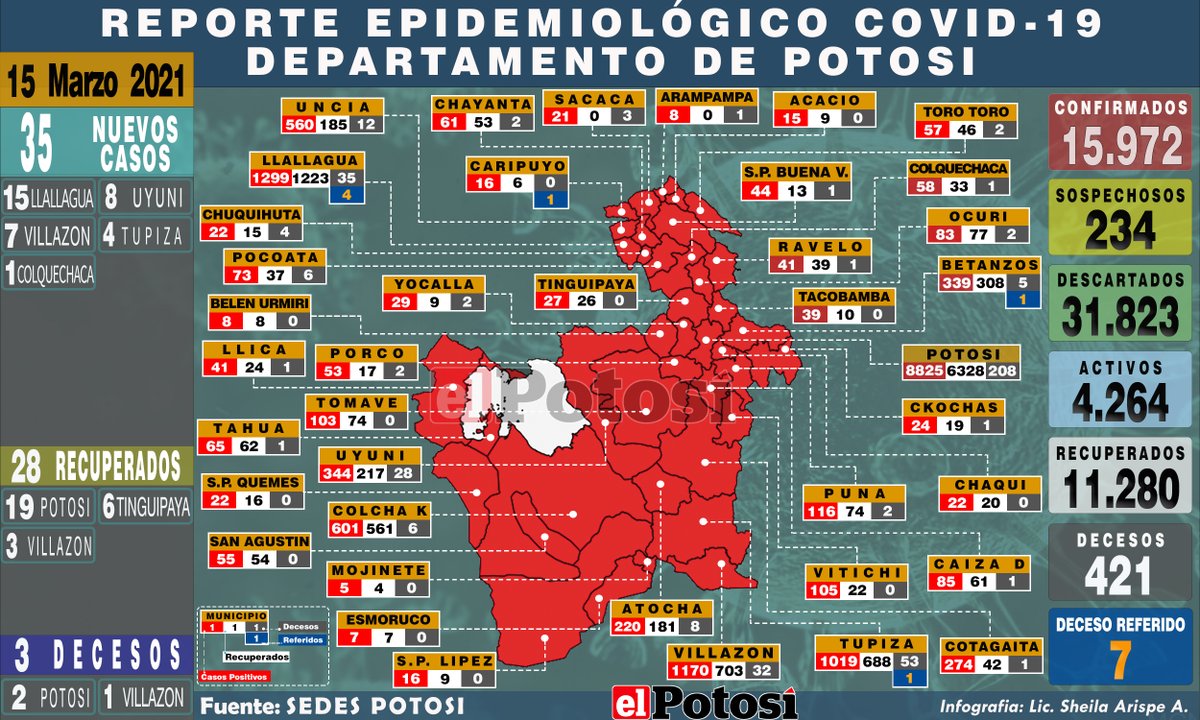 REPORTE EPIDEMIOLÓGICO COVID-19
DEPARTAMENTO DE POTOSI
15 Marzo 2021
35 NUEVOS CASOS
15 LLALLAGUA
8 UYUNI
7 VILLAZON
4 TUPIZA
1 COLQUECHACA
28 RECUPERADOS
19 POTOSI
6 TINGUIPAYA
3 VILLAZON
3 DECESOS
2 POTOSI
1 VILLAZON
UNCIA
560 185 12
CHAYANTA
61 53 2
SACACA
21 0 3
ARAMPAMPA
8 0 1
ACACIO
15 9 0
TORO TORO
57 46 2
LLALLAGUA
1299 1223 35
4
CARIPUYO
16 6 0
1
S.P. BUENA V.
44 13 1
COLQUECHACA
58 33 1
CHUQUIHUTA
22 15 4
OCURI
83 77 2
POCOATA
73 37 6
RAVELO
41 39 1
YOCALLA
29 9 2
TINGUIPAYA
27 26 0
BETANZOS
339 308 5
1
BELEN URMIRI
8 8 0
TACOBAMBA
39 10 0
LLICA
41 24 1
PORCO
53 17 2
POTOSI
8825 6328 208
TOMAVE
103 74 0
CKOCHAS
24 19 1
TAHUA
65 62 1
UYUNI
344 217 28
S.P. QUEMES
22 16 0
CHAQUI
22 20 0
PUNA
116 74 2
COLCHA K
601 561 6
SAN AGUSTIN
55 54 0
MOJINETE
5 4 0
VITICHI
105 22 0
CAIZA D
85 61 1
ESMORUCO
7 7 0
ATOCHA
220 181 8
S.P. LIPEZ
16 9 0
VILLAZON
1170 703 32
TUPIZA
1019 688 53
1
COTAGAITA
274 42 1
el Potosí
MUNICIPIO
1 1 1
1
Decesos
Referidos
Recuperados
Casos Positivos
CONFIRMADOS
15.972
SOSPECHOSOS
234
DESCARTADOS
31.823
ACTIVOS
4.264
RECUPERADOS
11.280
DECESOS
421
DECESO REFERIDO
7
Fuente: SEDES POTOSI
el Potosí
Infografia: Lic. Sheila Arispe A.